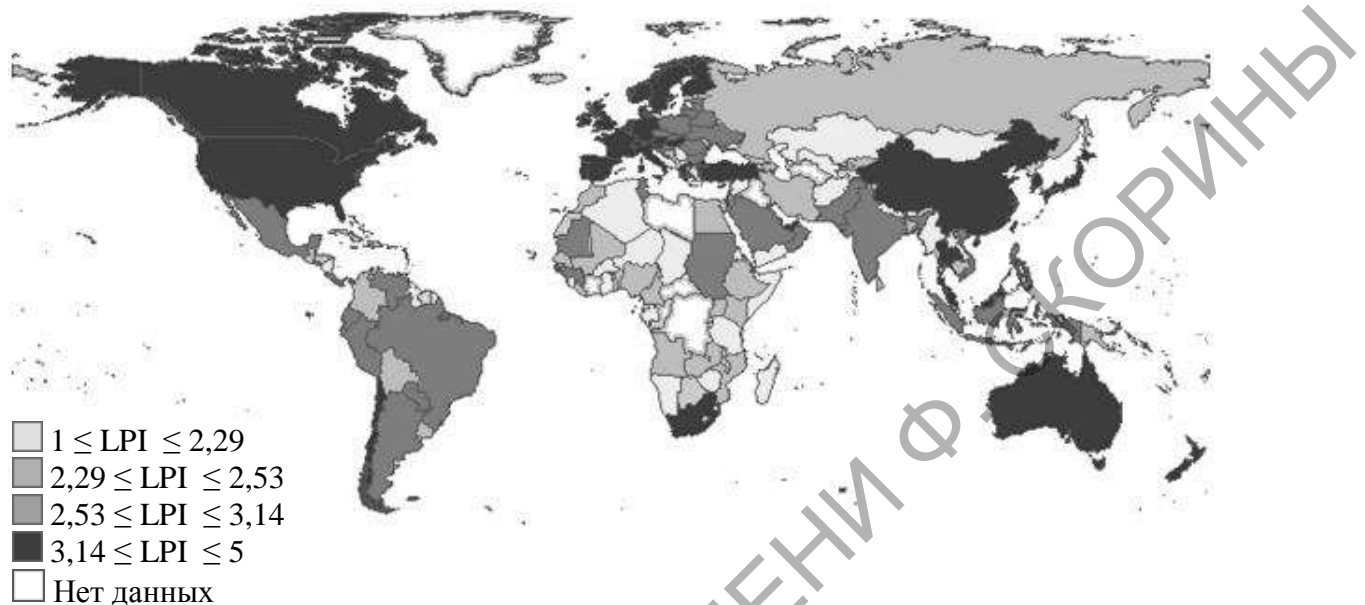 1 ≤ LPI ≤ 2,29
2,29 ≤ LPI ≤ 2,53
2,53 ≤ LPI ≤ 3,14
3,14 ≤ LPI ≤ 5
Нет данных
ЕНИ Ф. СКОРИНЫ